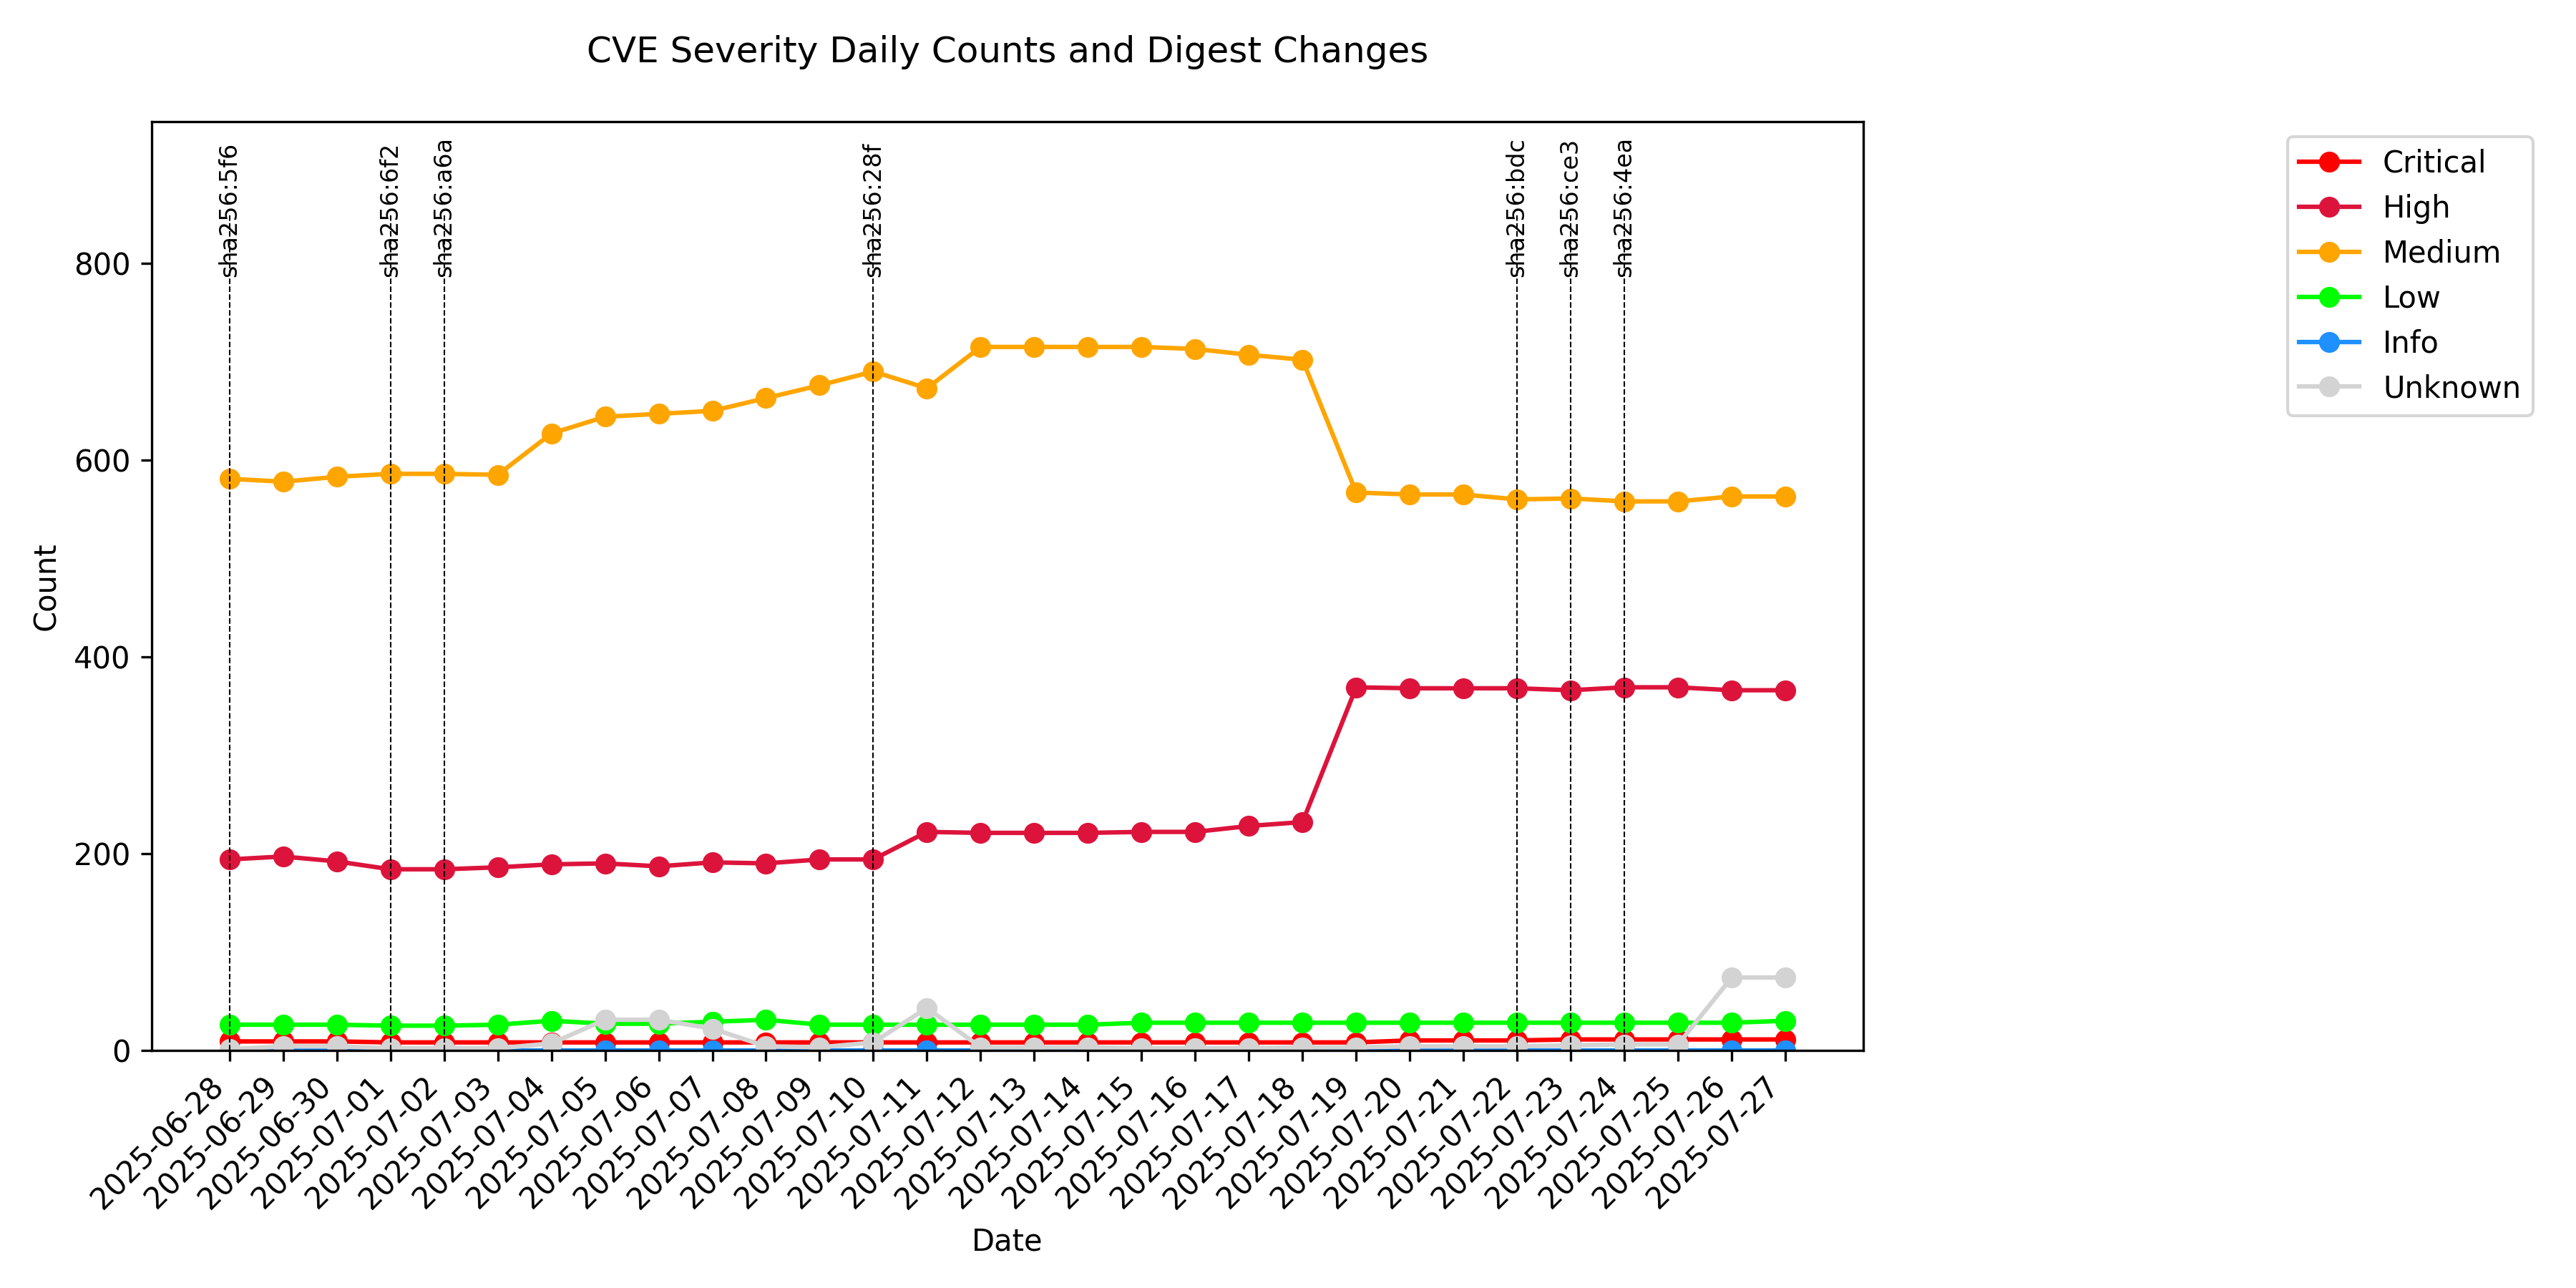 CVE Severity Daily Counts and Digest Changes
sha256:5f6
sha256:6f2
sha256:a6a
sha256:28f
sha256:bdc
sha256:ce3
sha256:4ea
Critical
High
Medium
Low
Info
Unknown
Count
800
600
400
200
0
2025-06-28
2025-06-29
2025-06-30
2025-07-01
2025-07-02
2025-07-03
2025-07-04
2025-07-05
2025-07-06
2025-07-07
2025-07-08
2025-07-09
2025-07-10
2025-07-11
2025-07-12
2025-07-13
2025-07-14
2025-07-15
2025-07-16
2025-07-17
2025-07-18
2025-07-19
2025-07-20
2025-07-21
2025-07-22
2025-07-23
2025-07-24
2025-07-25
2025-07-26
2025-07-27
Date